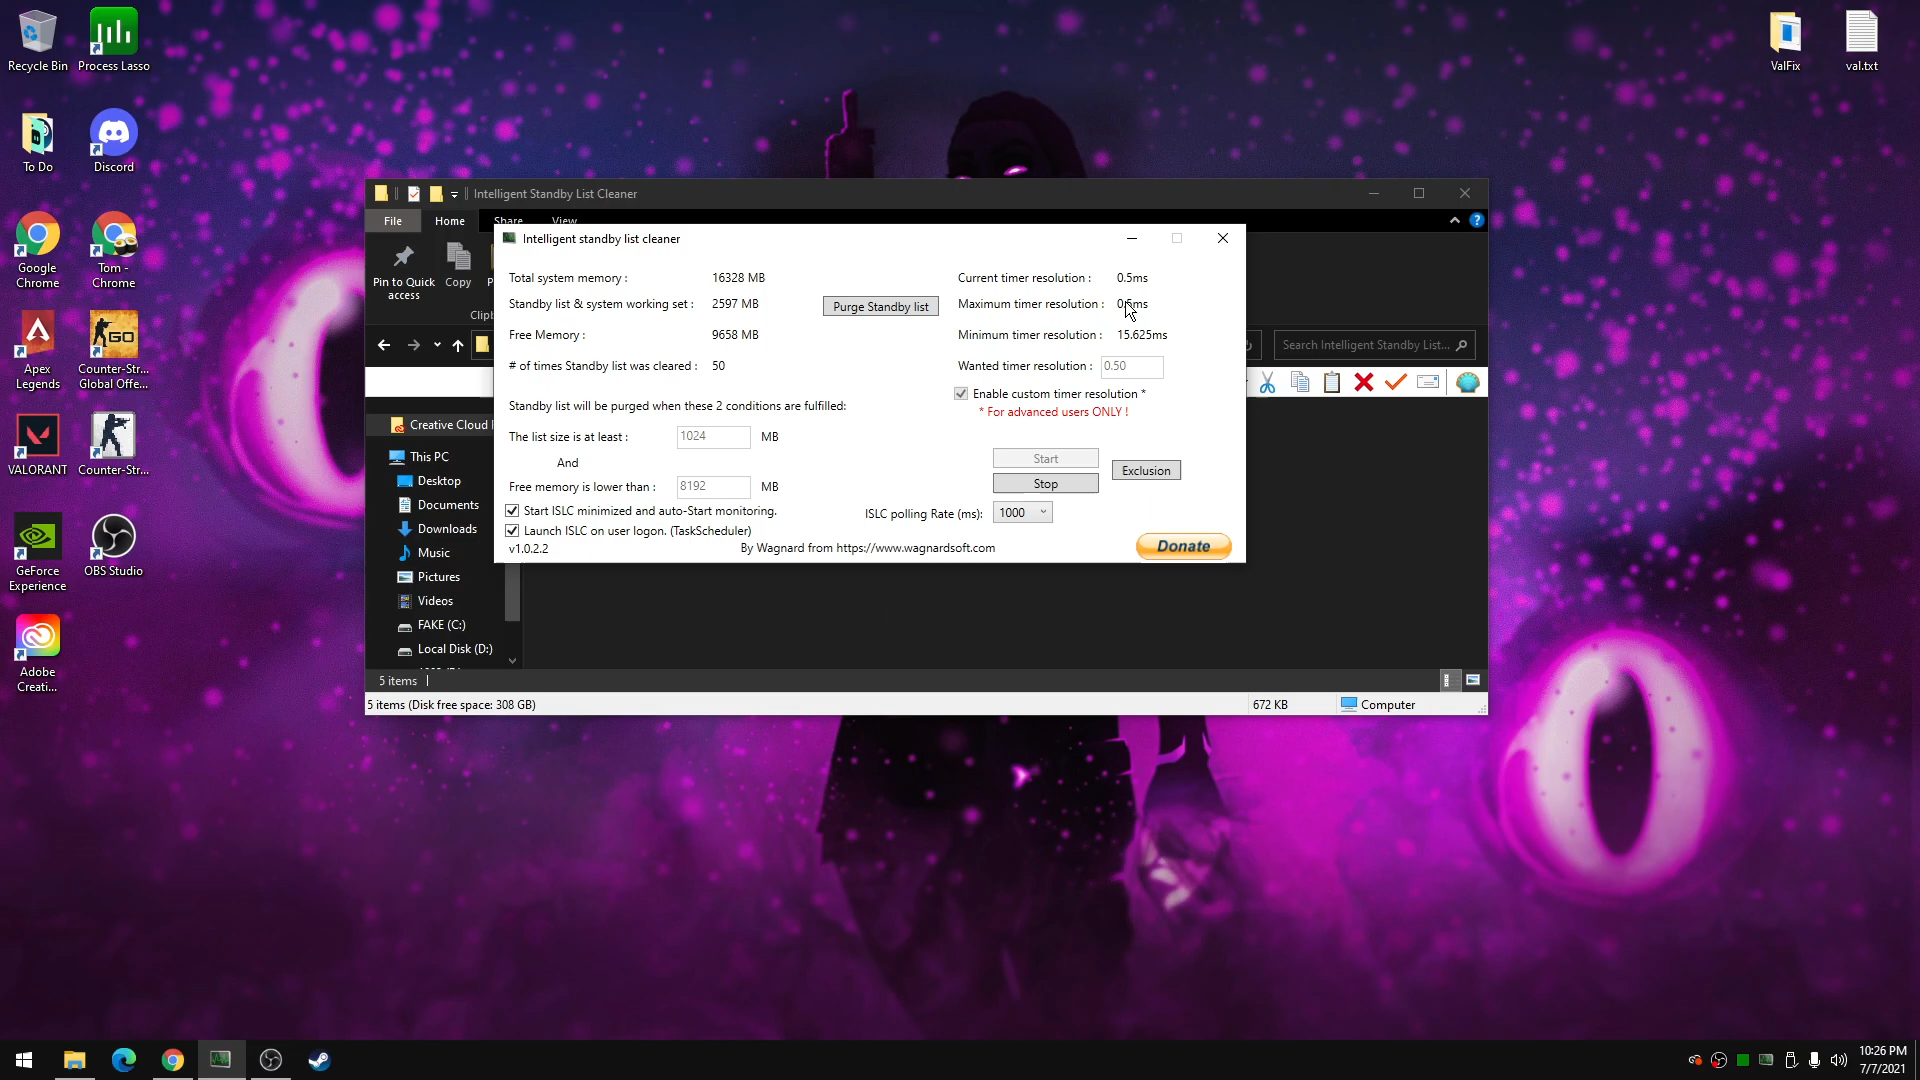 Recycle Bin
Process Lasso
ValFix
val.txt
To Do
Discord
Google
Chrome
Tom -
Chrome
Apex
Legends
Counter-Str...
Global Offe...
VALORANT
Counter-Str...
GeForce
Experience
OBS Studio
Adobe
Creati...
Intelligent Standby List Cleaner
File
Home
Share
View
Pin to Quick
access
Copy
Search Intelligent Standby List...
Creative Cloud
This PC
Desktop
Documents
Downloads
Music
Pictures
Videos
FAKE (C:)
Local Disk (D:)
5 items
5 items (Disk free space: 308 GB)
672 KB
Computer
Intelligent standby list cleaner
Total system memory : 16328 MB
Standby list & system working set : 2597 MB
Purge Standby list
Free Memory : 9658 MB
# of times Standby list was cleared : 50
Standby list will be purged when these 2 conditions are fulfilled:
The list size is at least : 1024 MB
And
Free memory is lower than : 8192 MB
Start ISLC minimized and auto-Start monitoring.
Launch ISLC on user logon. (TaskScheduler)
v1.0.2.2
By Wagnard from https://www.wagnardsoft.com
Current timer resolution : 0.5ms
Maximum timer resolution : 0.5ms
Minimum timer resolution : 15.625ms
Wanted timer resolution : 0.50
Enable custom timer resolution *
* For advanced users ONLY !
Start
Stop
Exclusion
ISLC polling Rate (ms): 1000
Donate
10:26 PM
7/7/2021